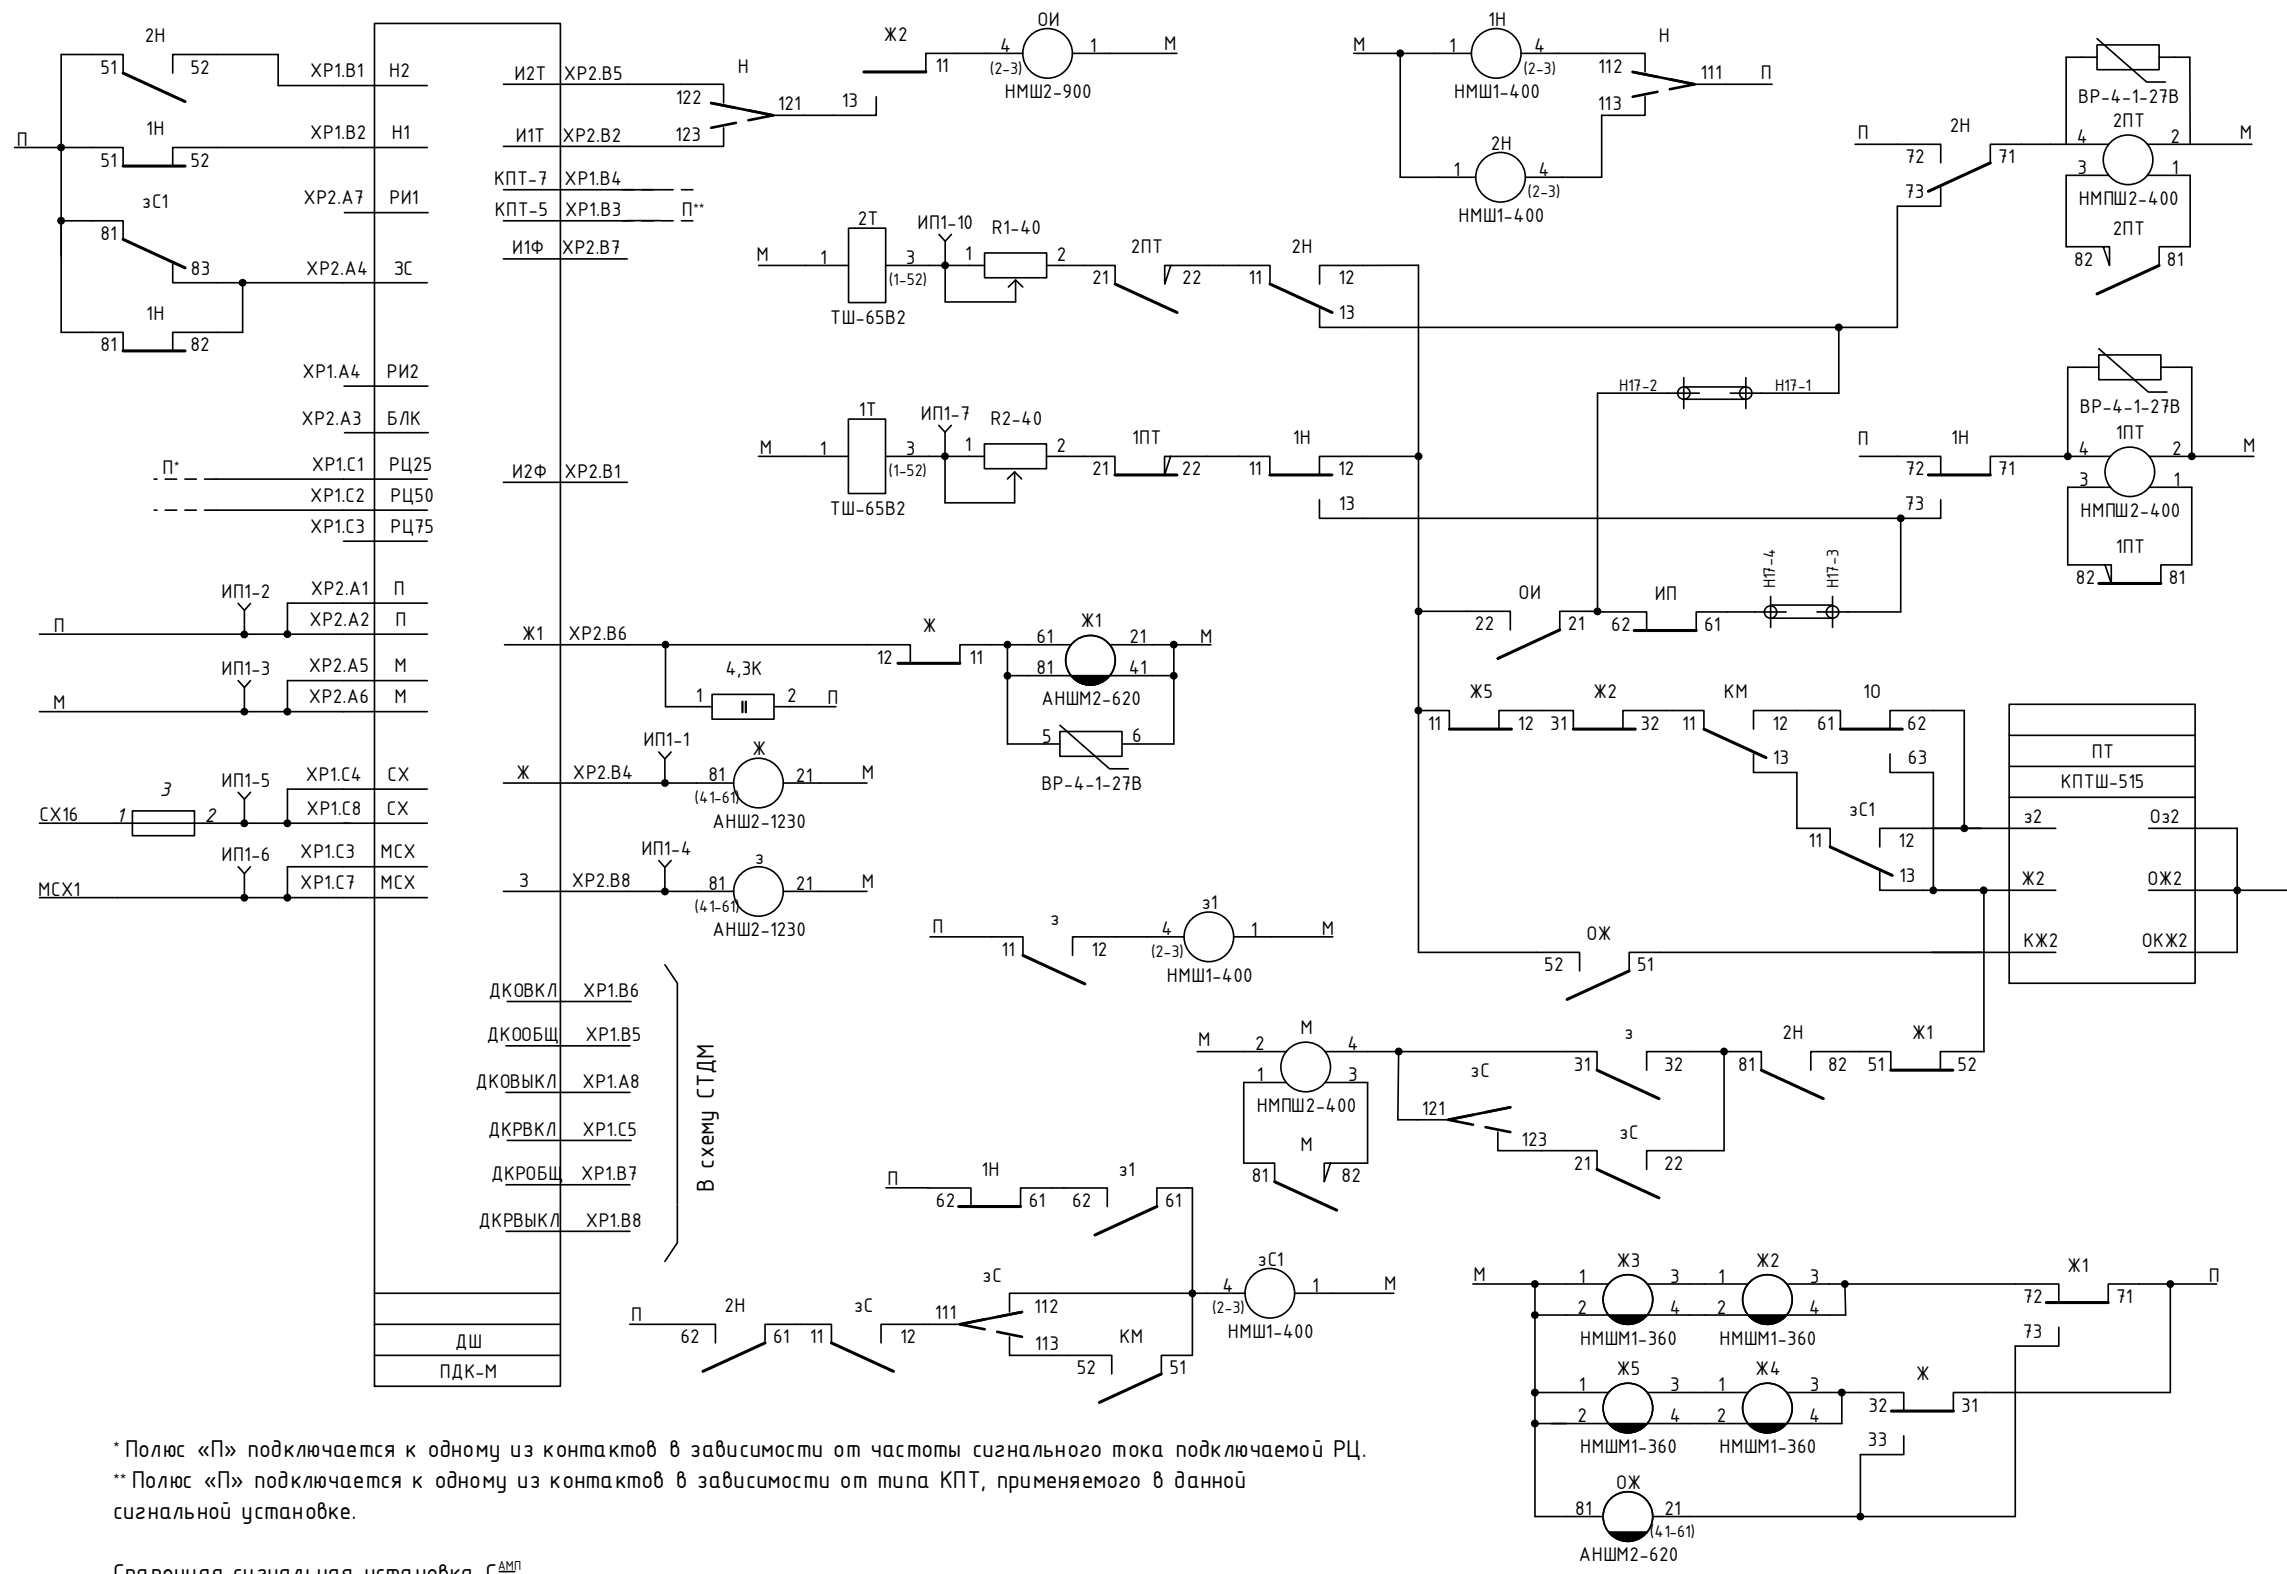 2Н
51 52 ХР1.В1 Н2
1Н
П 51 52 ХР1.В2 Н1
зС1
ХР2.А7 РИ1
81 83 ХР2.А4 ЗС
1Н
81 82
ХР1.А4 РИ2
ХР2.А3 БЛК
П* ХР1.С1 РЦ25
ХР1.С2 РЦ50
ХР1.С3 РЦ75
ИП1-2 ХР2.А1 П
П ХР2.А2 П
ИП1-3 ХР2.А5 М
М ХР2.А6 М
3 ИП1-5 ХР1.С4 СХ
СХ16 1 2 ХР1.С8 СХ
ИП1-6 ХР1.С3 МСХ
МСХ1 ХР1.С7 МСХ
И2Т ХР2.В5
И1Т ХР2.В2
КПТ-7 ХР1.В4
КПТ-5 ХР1.В3 П**
И1Ф ХР2.В7
И2Ф ХР2.В1
Ж1 ХР2.В6
Ж ХР2.В4
З ХР2.В8
ДКОВКЛ ХР1.В6
ДКООБЩ ХР1.В5
ДКОВЫКЛ ХР1.А8
ДКРВКЛ ХР1.С5
ДКРОБЩ ХР1.В7
ДКРВЫКЛ ХР1.В8
В схему СТДМ
ДШ
ПДК-М
Н
122 121 13
123
Ж2
11
ОИ
4 1 М
(2-3)
НМШ2-900
1Н
М 1 4
(2-3)
НМШ1-400
Н
112 111 П
113
2Н
1 4
(2-3)
НМШ1-400
ВР-4-1-27В
2ПТ
П 2Н 4 2 М
72 71
73 3 1
НМПШ2-400
2ПТ
82 81
2Т ИП1-10 R1-40 2ПТ 2Н
М 1 3 1 2 21 22 11 12
(1-52) 13
ТШ-65В2
Н17-2 Н17-1
1Т ИП1-7 R2-40 1ПТ 1Н
М 1 3 1 2 21 22 11 12
(1-52) 13
ТШ-65В2
ВР-4-1-27В
1ПТ
П 1Н 4 2 М
72 71
73 3 1
НМПШ2-400
1ПТ
82 81
ОИ ИП Н17-4 Н17-3
22 21 62 61
Ж Ж1
12 11 61 21 М
81 41
АНШМ2-620
5 6
ВР-4-1-27В
4,3К
1 2 П
ИП1-1 Ж
81 21 М
(41-61)
АНШ2-1230
ИП1-4 з
81 21 М
(41-61)
АНШ2-1230
Ж5 Ж2 КМ 1О
11 12 31 32 11 12 61 62
13 63
зС1
11 12
13
ПТ
КПТШ-515
з2 Оз2
Ж2 ОЖ2
КЖ2 ОКЖ2
ОЖ
52 51
П з з1
11 12 4 1 М
(2-3)
НМШ1-400
М М
2 4
1 3
НМПШ2-400
М
81 82
з 2Н Ж1
31 32 81 82 51 52
зС
121
123 зС
21 22
П 1Н з1
62 61 62 61
П 2Н зС зС
62 61 11 12 111 112
113 КМ
52 51
зС1
4 1 М
(2-3)
НМШ1-400
М Ж3 Ж2 Ж1 П
1 3 1 3 72 71
2 4 2 4 73
НМШМ1-360 НМШМ1-360
Ж5 Ж4 Ж
1 3 1 3 32 31
2 4 2 4 33
НМШМ1-360 НМШМ1-360
ОЖ
81 21
(41-61)
АНШМ2-620
* Полюс «П» подключается к одному из контактов в зависимости от частоты сигнального тока подключаемой РЦ.
** Полюс «П» подключается к одному из контактов в зависимости от типа КПТ, применяемого в данной
сигнальной установке.
сигнальная установка САМП